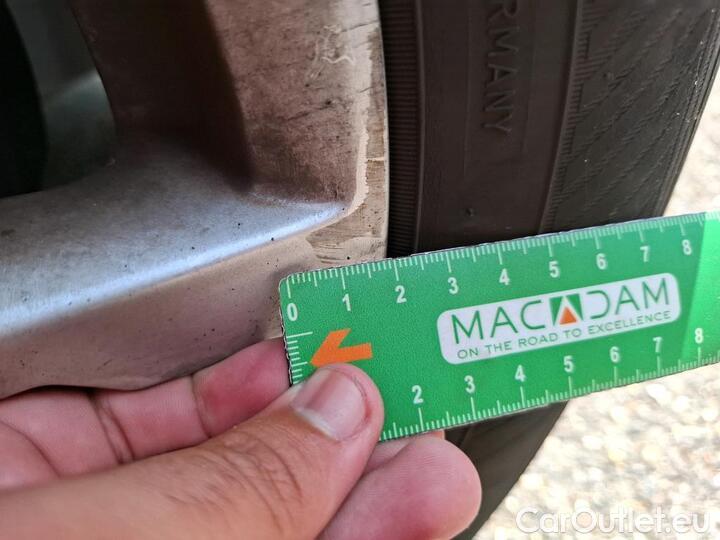 RMANY
0 1 2 3 4 5 6 7 8
MACADAM
ON THE ROAD TO EXCELLENCE
2 3 4 5 6 7 8
CarOutlet.eu